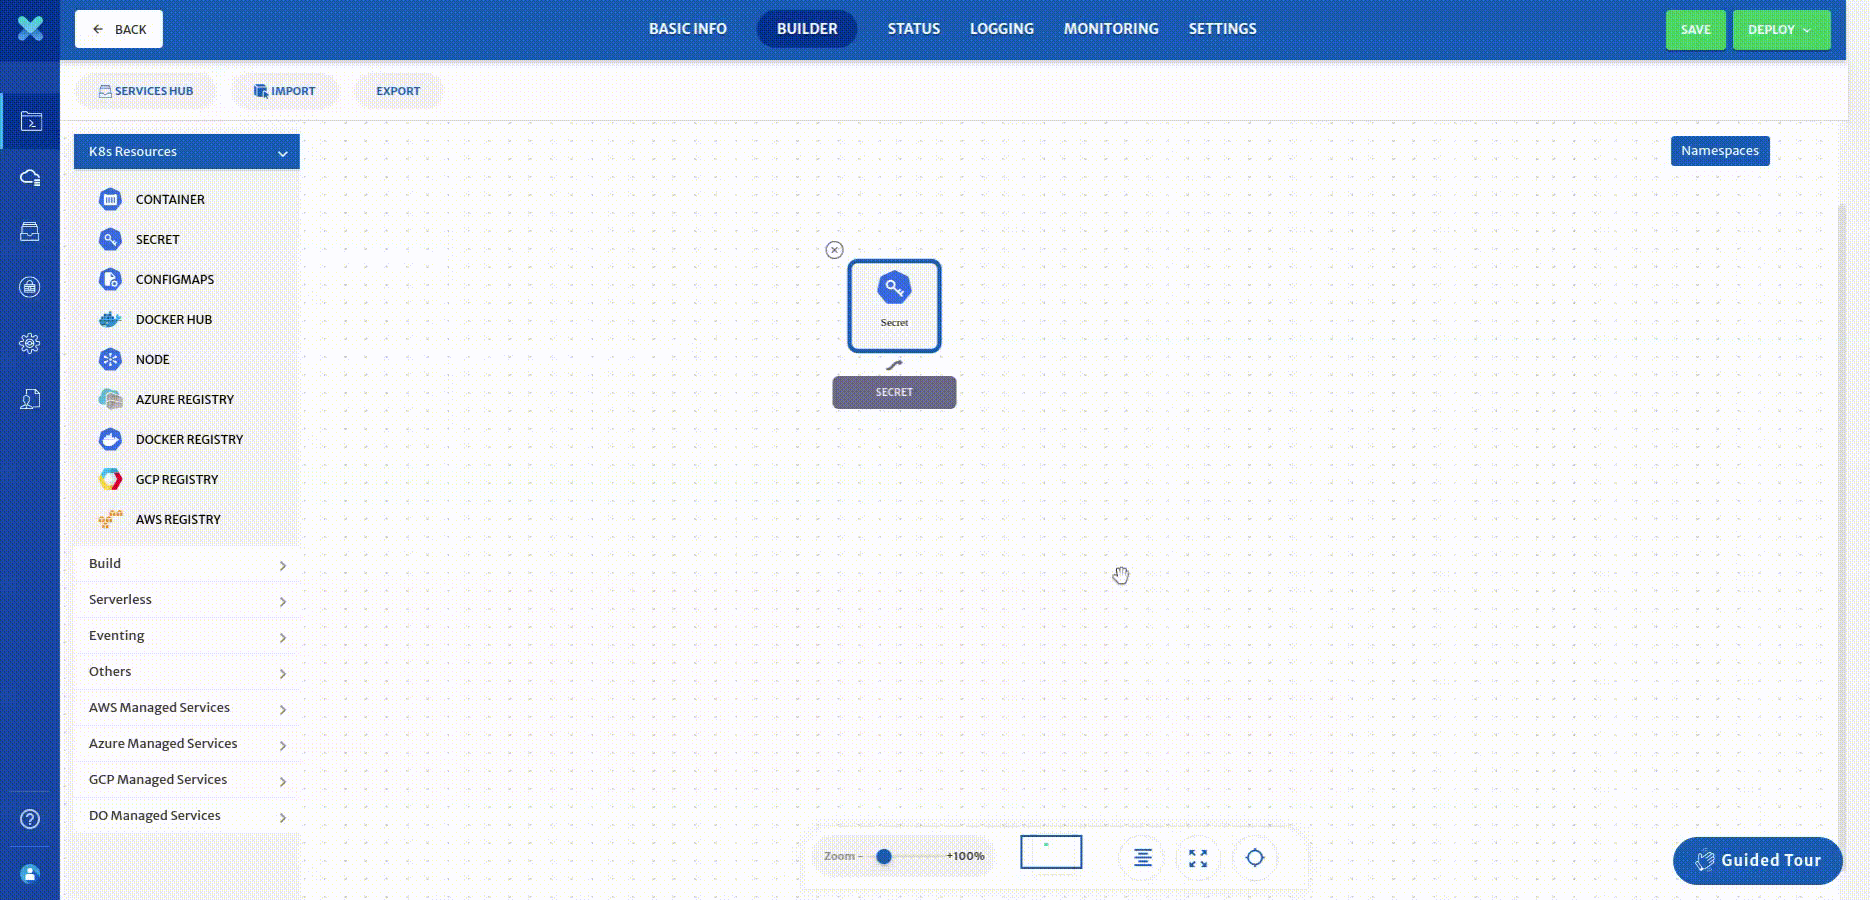 BACK
BASIC INFO
BUILDER
STATUS
LOGGING
MONITORING
SETTINGS
SAVE
DEPLOY
SERVICES HUB
IMPORT
EXPORT
K8s Resources
Namespaces
CONTAINER
SECRET
CONFIGMAPS
DOCKER HUB
NODE
AZURE REGISTRY
DOCKER REGISTRY
GCP REGISTRY
AWS REGISTRY
Build
Serverless
Eventing
Others
AWS Managed Services
Azure Managed Services
GCP Managed Services
DO Managed Services
Secret
SECRET
Zoom - +100%
Guided Tour